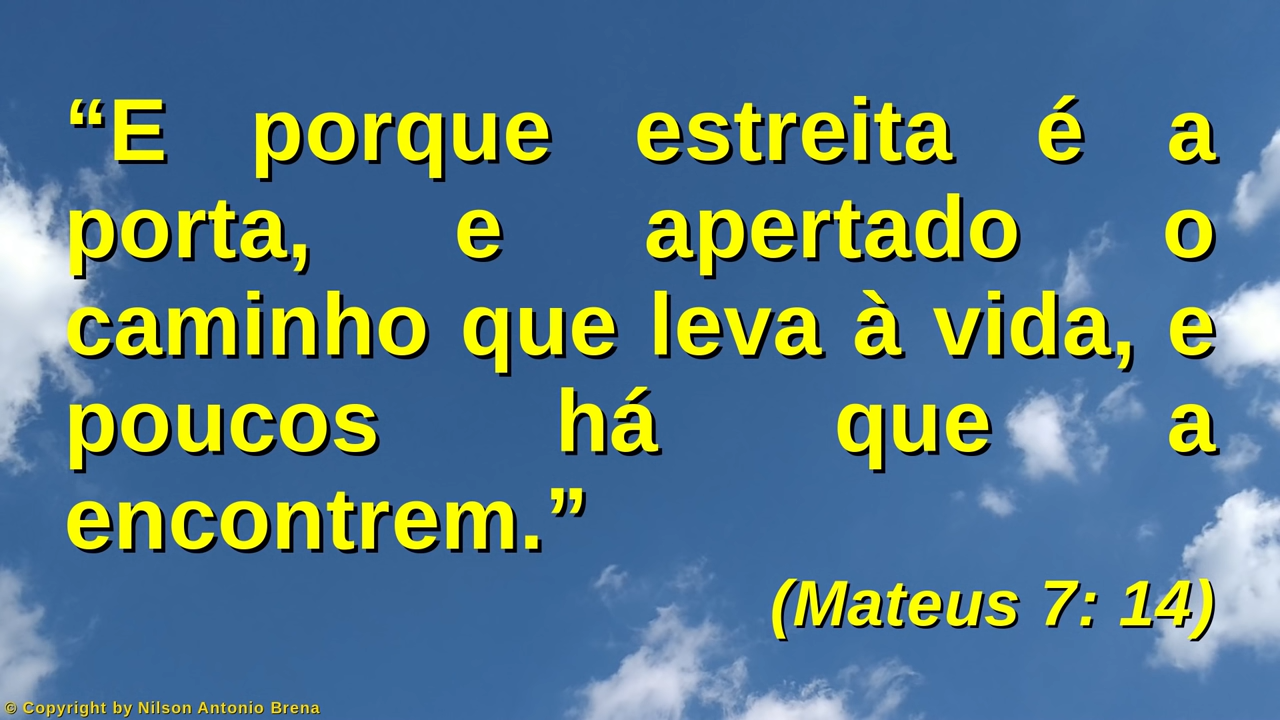 “E porque estreita é a
porta, e apertado o
caminho que leva à vida, e
poucos há que a
encontrem.”
(Mateus 7: 14)
© Copyright by Nilson Antonio Brena